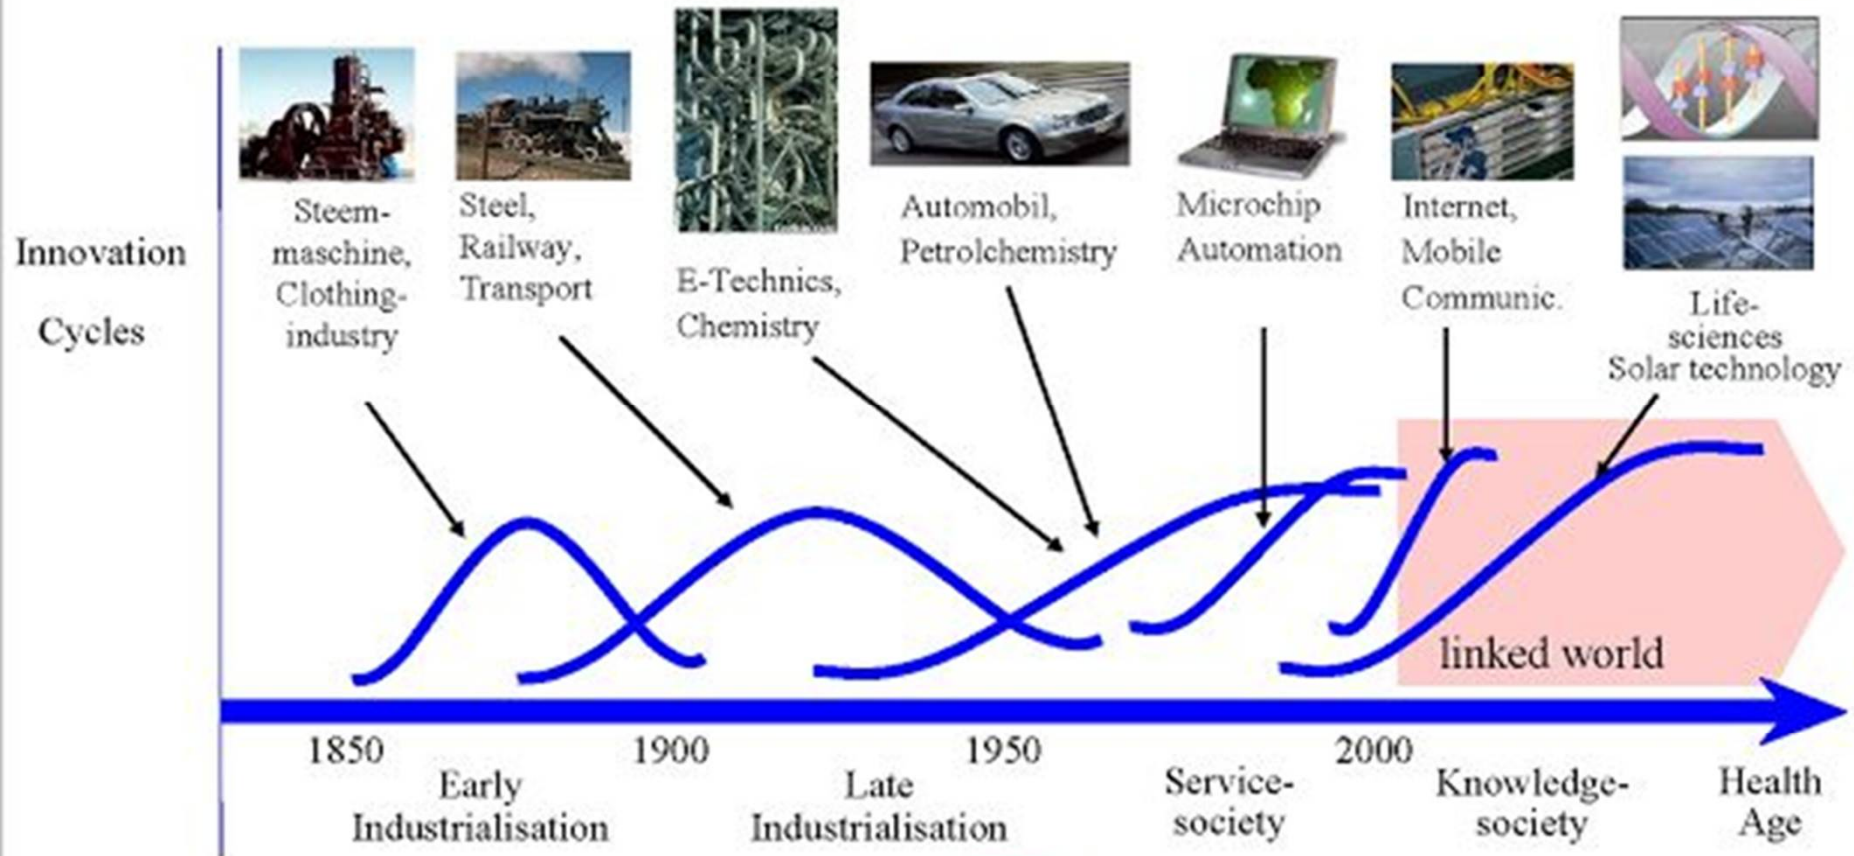 Innovation
Cycles
Steem-
maschine,
Clothing-
industry
Steel,
Railway,
Transport
E-Technics,
Chemistry
Automobil,
Petrolchemistry
Microchip
Automation
Internet,
Mobile
Communic.
Life-
sciences
Solar technology
linked world
1850
1900
1950
2000
Early
Industrialisation
Late
Industrialisation
Service-
society
Knowledge-
society
Health
Age